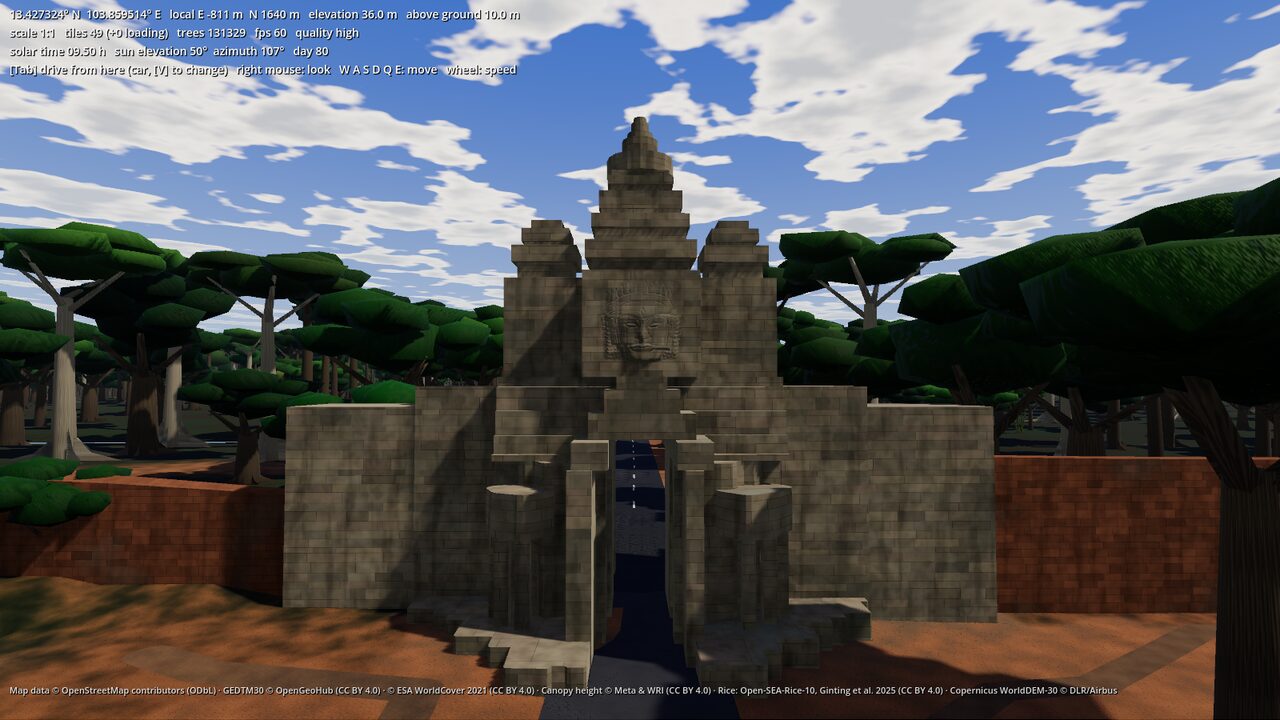 13.427324° N  103.859514° E   local E -811 m  N 1640 m   elevation 36.0 m   above ground 10.0 m
scale 1:1   tiles 49 (+0 loading)   trees 131329   fps 60   quality high
solar time 09.50 h   sun elevation 50°  azimuth 107°   day 80
[Tab] drive from here (car, [V] to change)   right mouse: look   W A S D Q E: move   wheel: speed
Map data © OpenStreetMap contributors (ODbL) · GEDTM30 © OpenGeoHub (CC BY 4.0) · © ESA WorldCover 2021 (CC BY 4.0) · Canopy height © Meta & WRI (CC BY 4.0) · Rice: Open-SEA-Rice-10, Ginting et al. 2025 (CC BY 4.0) · Copernicus WorldDEM-30 © DLR/Airbus